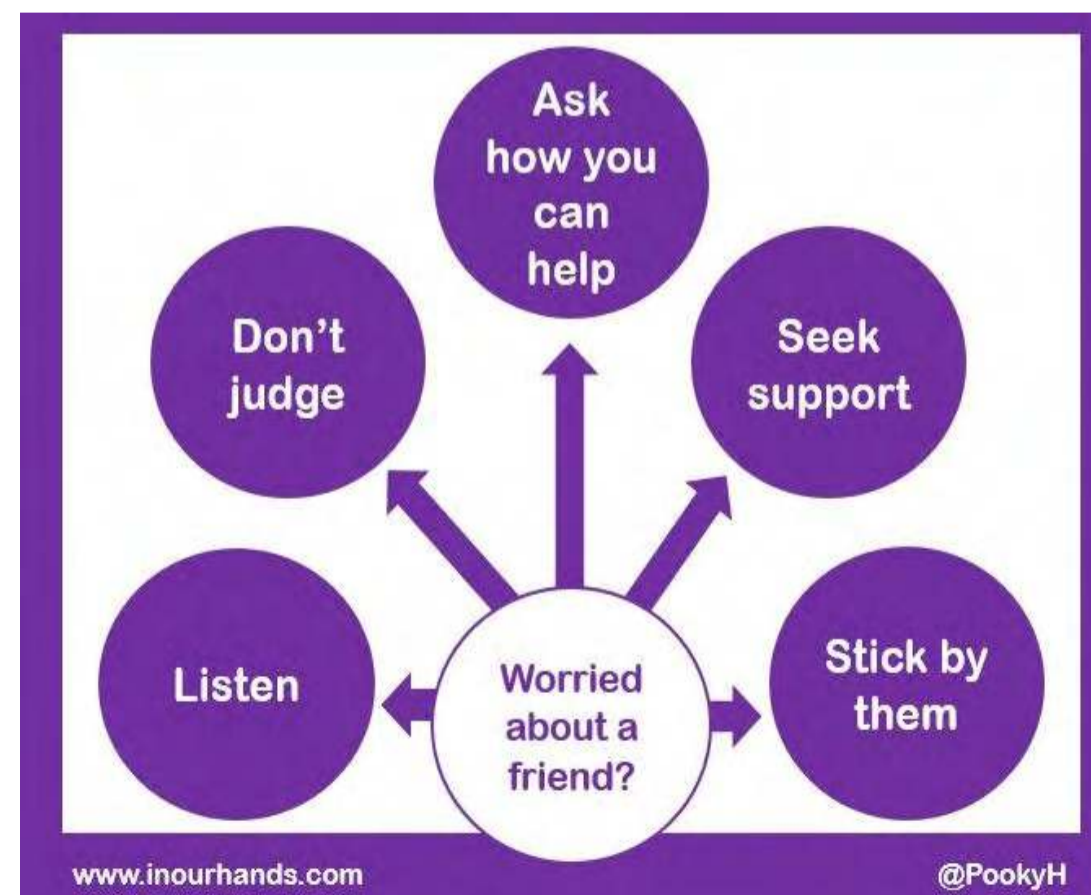 Ask
how you
can
help
Don't
judge
Seek
support
Listen
Worried
about a
friend?
Stick by
them
www.inourhands.com
@PookyH